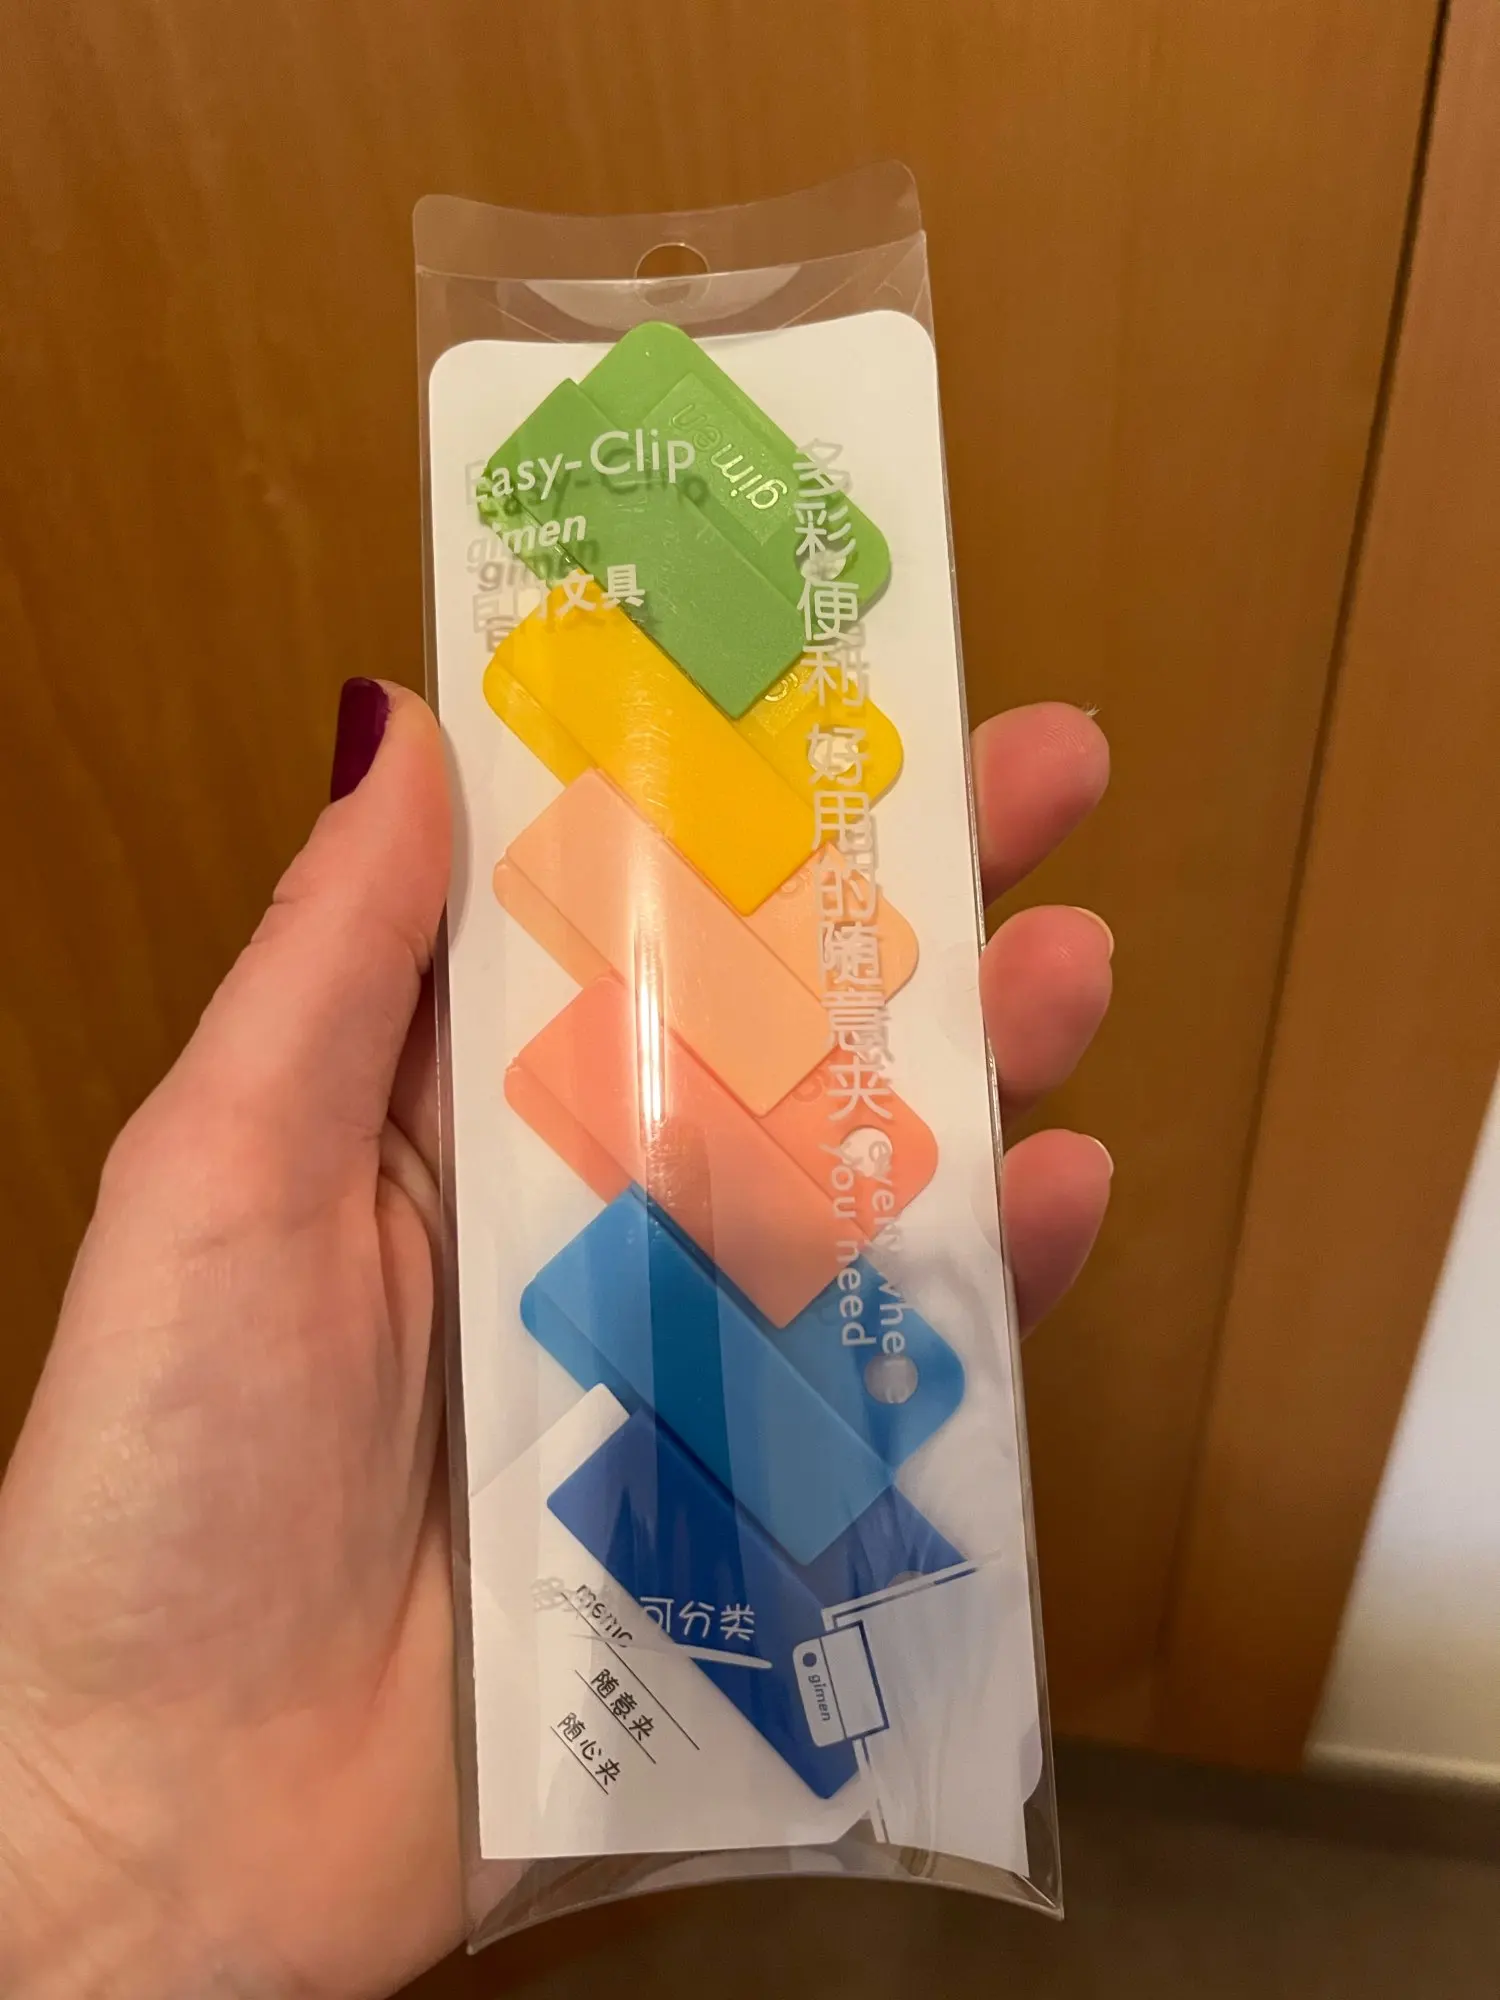 Easy-Clip
gimen
文具
gimen
多彩便利 好用的随意夹
everywhere
you need
可分类
memo
随意夹
随心夹
gimen